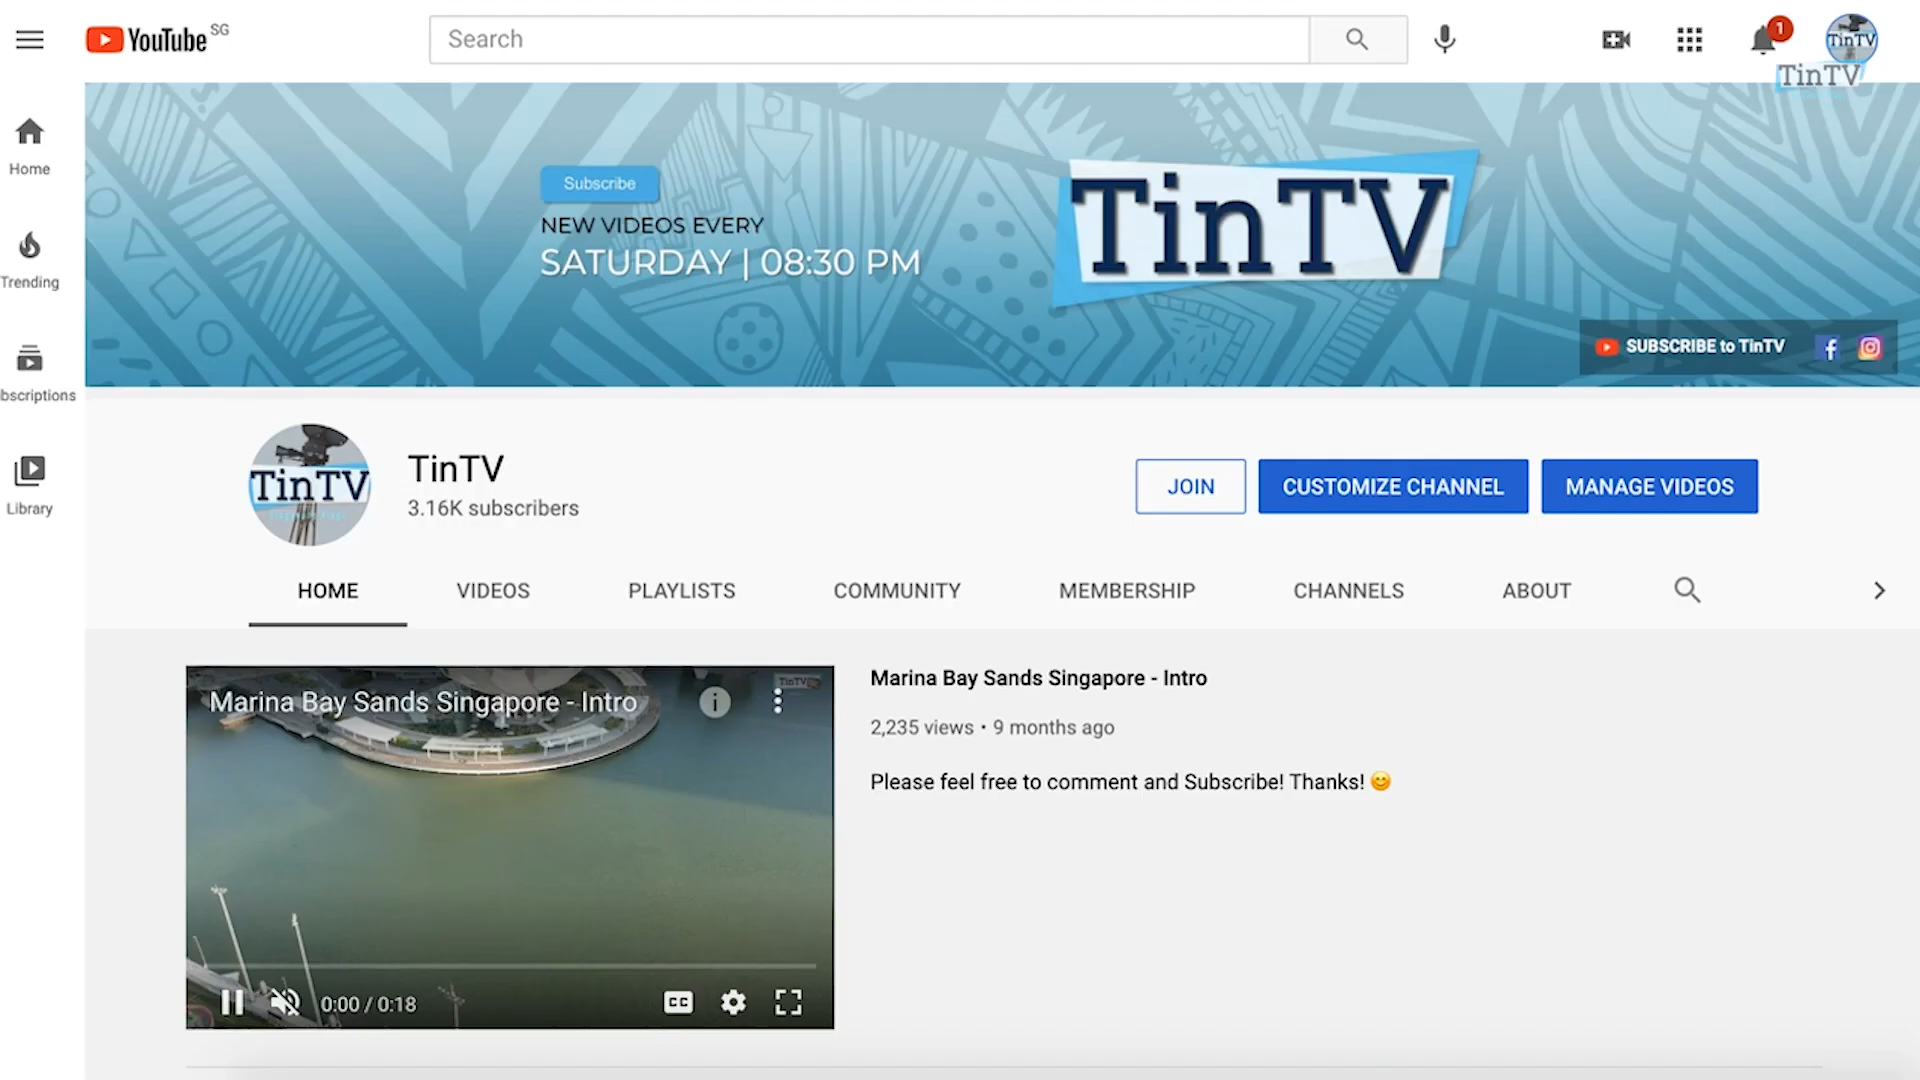 YouTube SG
Search
1
TinTV
TinTV
Home
Trending
bscriptions
Library
Subscribe
NEW VIDEOS EVERY
SATURDAY | 08:30 PM
TinTV
SUBSCRIBE to TinTV
TinTV
TinTV
3.16K subscribers
JOIN
CUSTOMIZE CHANNEL
MANAGE VIDEOS
HOME
VIDEOS
PLAYLISTS
COMMUNITY
MEMBERSHIP
CHANNELS
ABOUT
Marina Bay Sands Singapore - Intro
TinTV
0:00 / 0:18
CC
Marina Bay Sands Singapore - Intro
2,235 views • 9 months ago
Please feel free to comment and Subscribe! Thanks! 😊